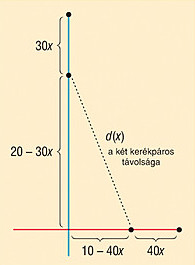 30x
d(x)
a két kerékpáros
távolsága
20 – 30x
10 – 40x
40x